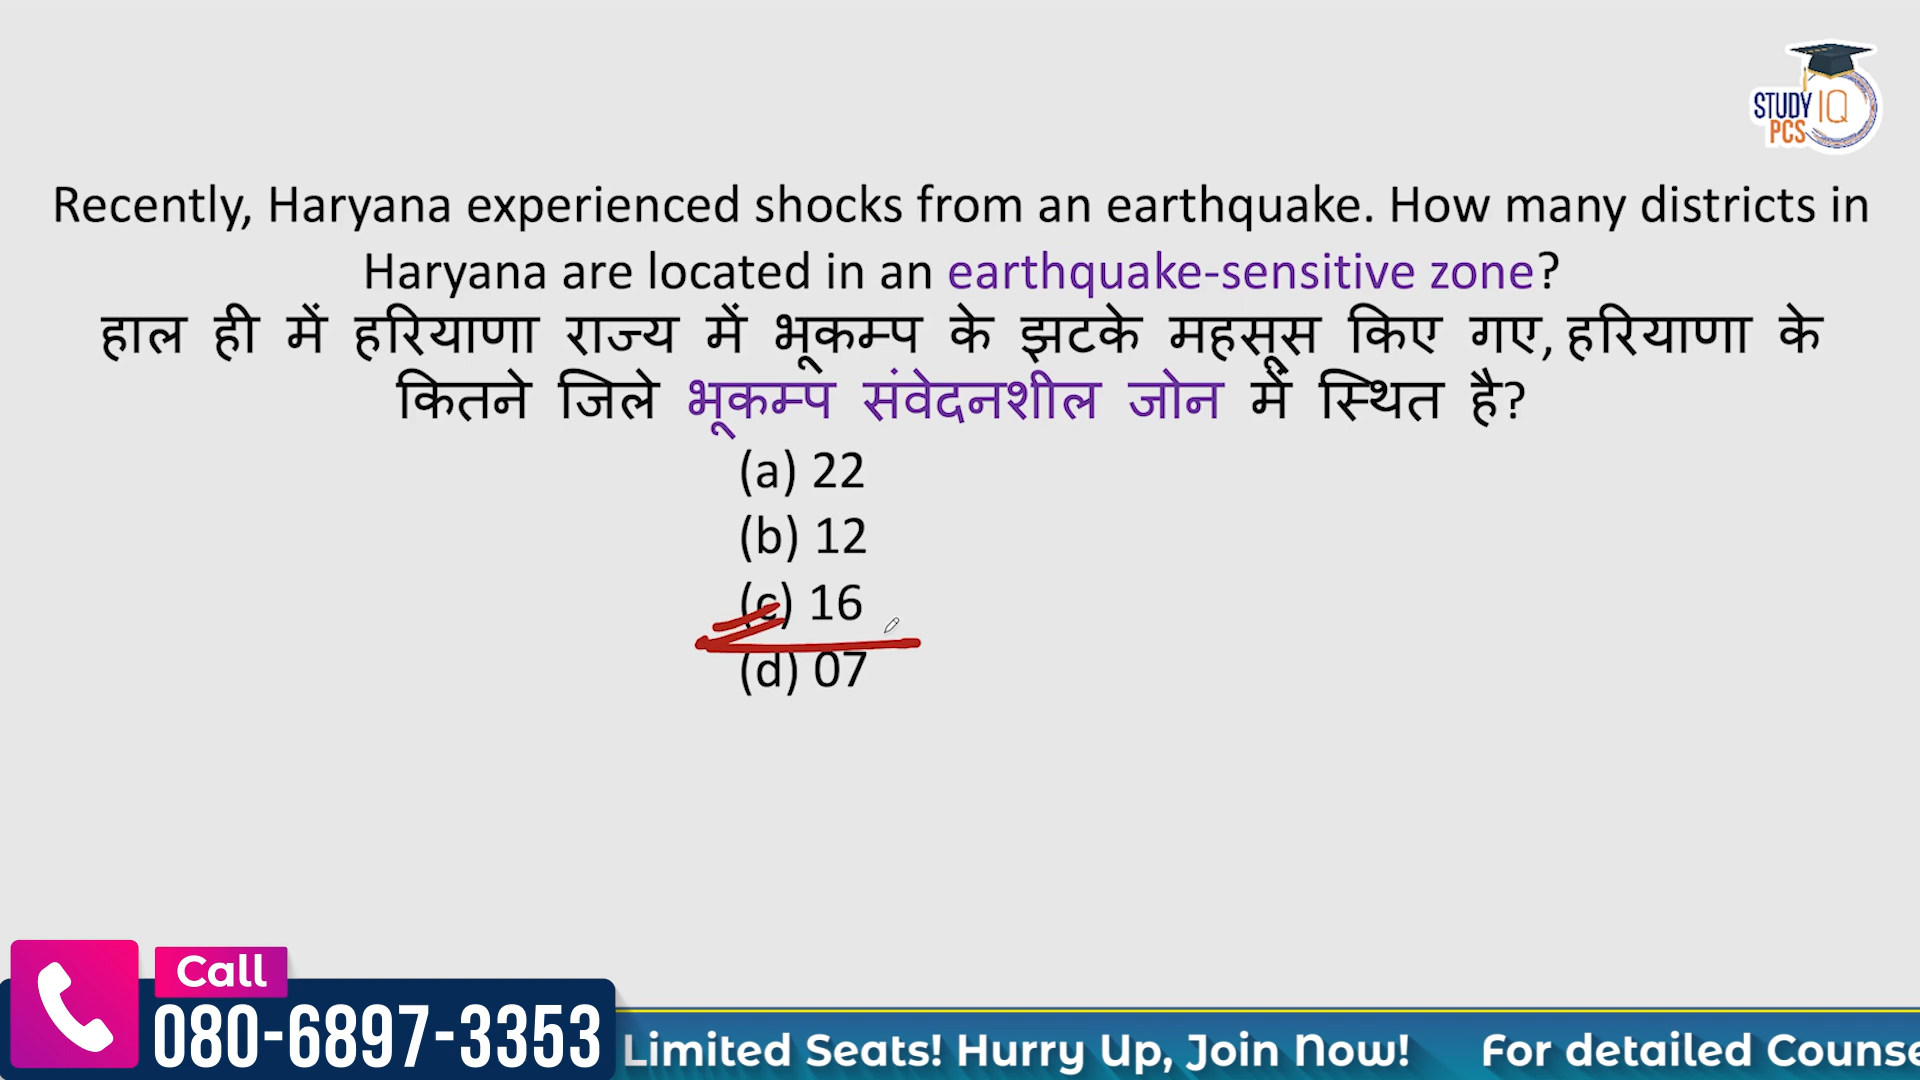 STUDY IQ
PCS
Recently, Haryana experienced shocks from an earthquake. How many districts in
Haryana are located in an earthquake-sensitive zone?
हाल ही में हरियाणा राज्य में भूकम्प के झटके महसूस किए गए, हरियाणा के
कितने जिले भूकम्प संवेदनशील जोन में स्थित है?
(a) 22
(b) 12
(c) 16
(d) 07
Call
080-6897-3353
Limited Seats! Hurry Up, Join Now! For detailed Counse